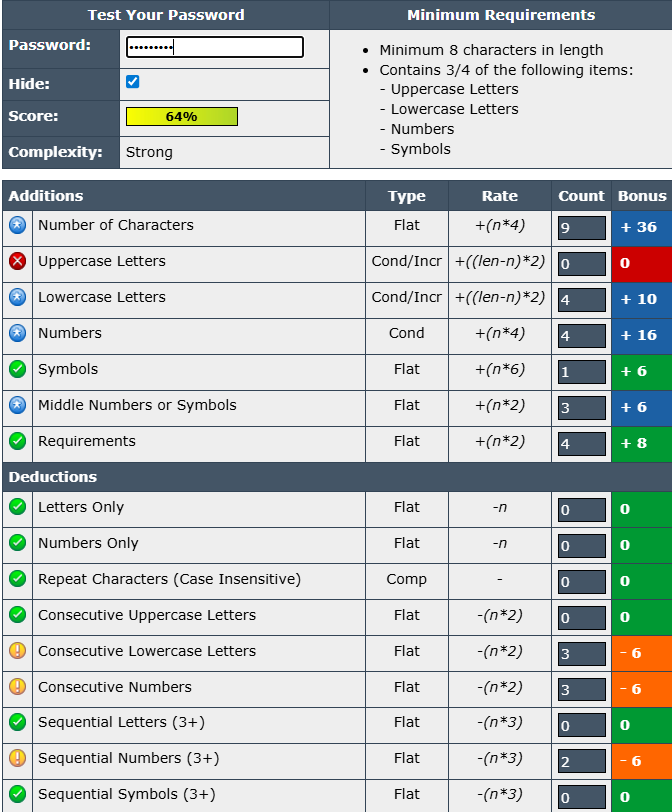 Test Your Password Minimum Requirements
Password: •••••••••
• Minimum 8 characters in length
• Contains 3/4 of the following items:
- Uppercase Letters
- Lowercase Letters
- Numbers
- Symbols
Hide:
Score: 64%
Complexity: Strong
Additions Type Rate Count Bonus
Number of Characters Flat +(n*4) 9 + 36
Uppercase Letters Cond/Incr +((len-n)*2) 0 0
Lowercase Letters Cond/Incr +((len-n)*2) 4 + 10
Numbers Cond +(n*4) 4 + 16
Symbols Flat +(n*6) 1 + 6
Middle Numbers or Symbols Flat +(n*2) 3 + 6
Requirements Flat +(n*2) 4 + 8
Deductions
Letters Only Flat -n 0 0
Numbers Only Flat -n 0 0
Repeat Characters (Case Insensitive) Comp - 0 0
Consecutive Uppercase Letters Flat -(n*2) 0 0
Consecutive Lowercase Letters Flat -(n*2) 3 - 6
Consecutive Numbers Flat -(n*2) 3 - 6
Sequential Letters (3+) Flat -(n*3) 0 0
Sequential Numbers (3+) Flat -(n*3) 2 - 6
Sequential Symbols (3+) Flat -(n*3) 0 0